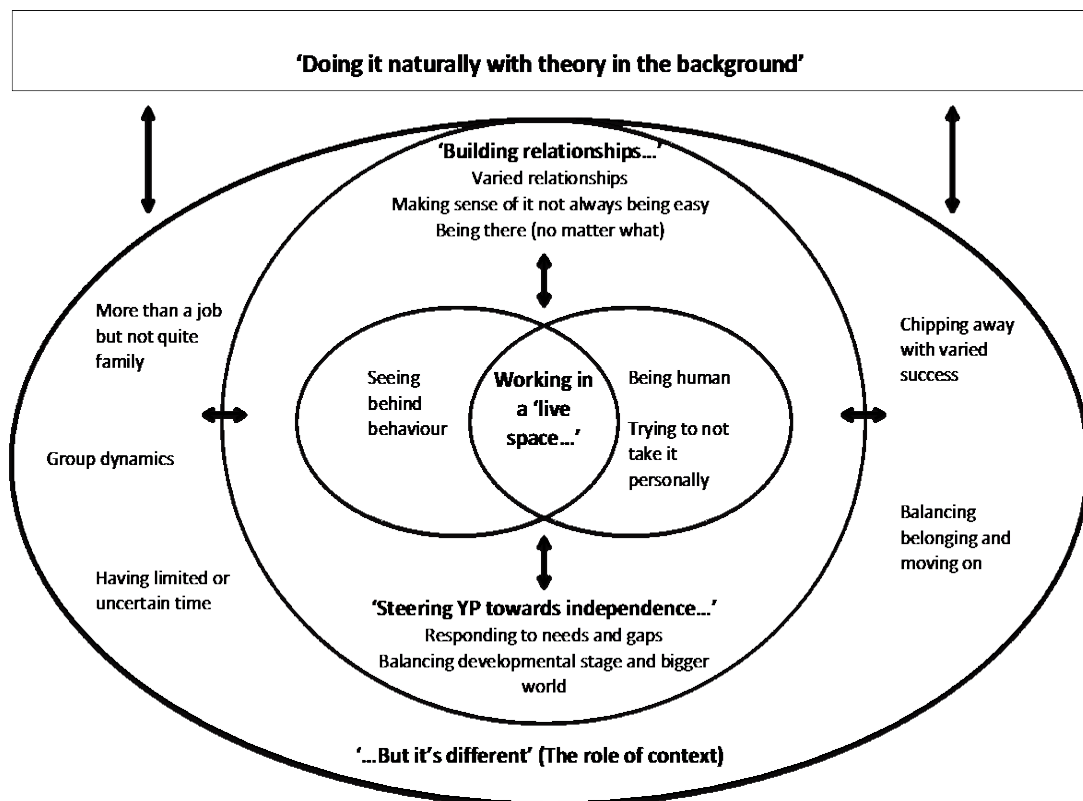 ‘Doing it naturally with theory in the background’
‘Building relationships...’
Varied relationships
Making sense of it not always being easy
Being there (no matter what)
More than a job
but not quite
family
Group dynamics
Having limited or
uncertain time
Seeing
behind
behaviour
Working in
a ‘live
space...’
Being human
Trying to not
take it
personally
Chipping away
with varied
success
Balancing
belonging and
moving on
‘Steering YP towards independence...’
Responding to needs and gaps
Balancing developmental stage and bigger
world
‘...But it’s different’ (The role of context)